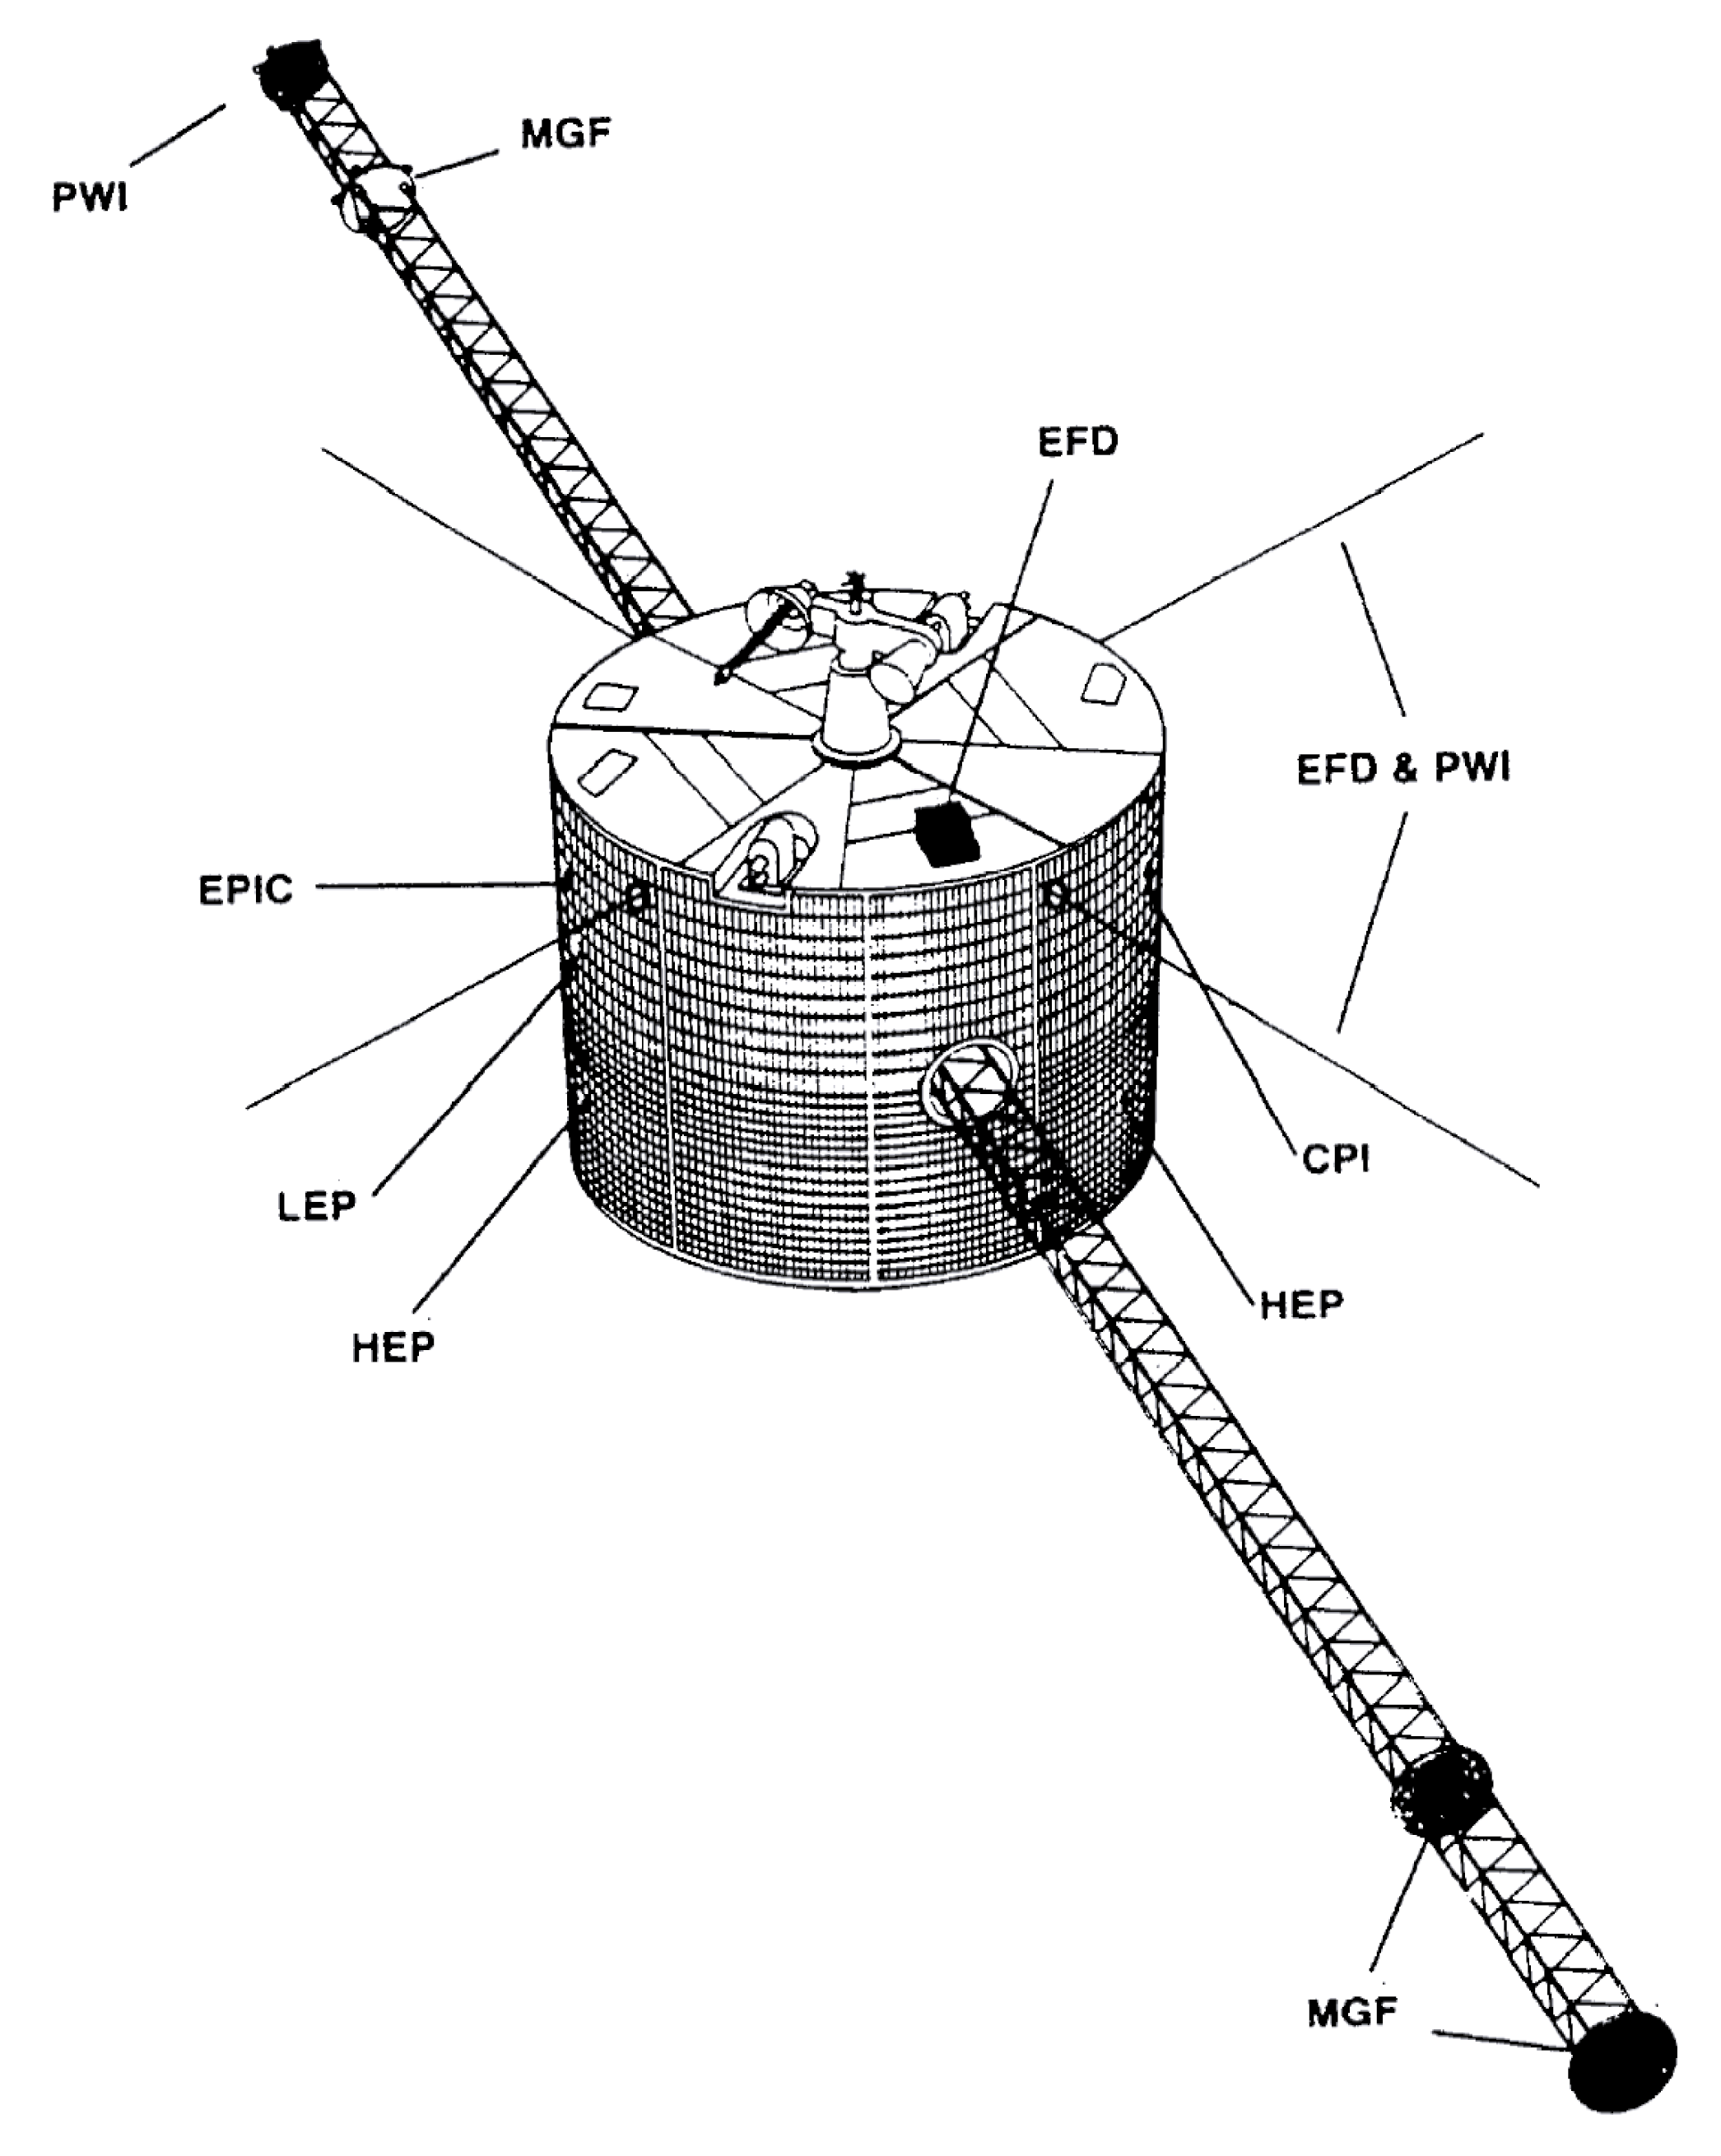 MGF
PWI
EFD
EFD & PWI
EPIC
CPI
LEP
HEP
HEP
MGF